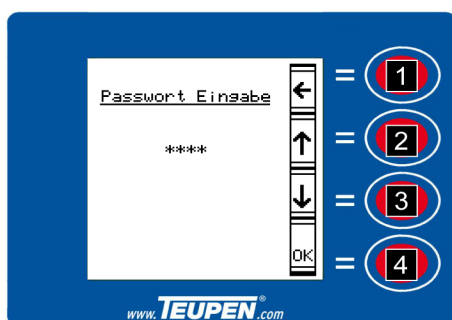 Passwort Eingabe
****
←
↑
↓
OK
= 1
= 2
= 3
= 4
www. TEUPEN® .com